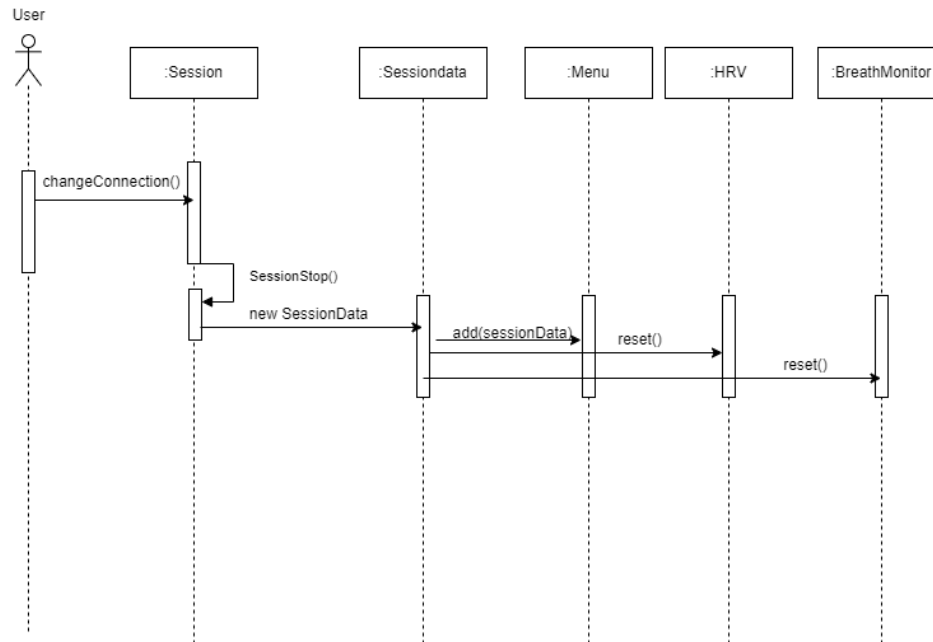 User
:Session
:Sessiondata
:Menu
:HRV
:BreathMonitor
changeConnection()
SessionStop()
new SessionData
add(sessionData)
reset()
reset()